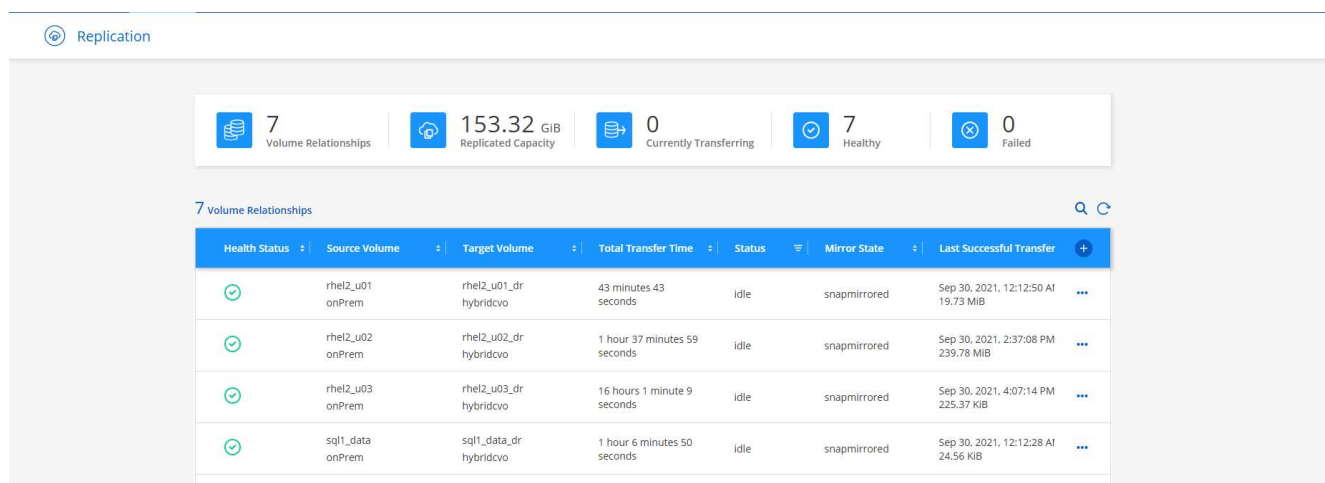 Replication
7
Volume Relationships
153.32 GiB
Replicated Capacity
0
Currently Transferring
7
Healthy
0
Failed
7 Volume Relationships
Health Status Source Volume Target Volume Total Transfer Time Status Mirror State Last Successful Transfer
rhel2_u01 rhel2_u01_dr 43 minutes 43 Sep 30, 2021, 12:12:50 AM
onPrem hybridcvo seconds idle snapmirrored 19.73 MiB
rhel2_u02 rhel2_u02_dr 1 hour 37 minutes 59 Sep 30, 2021, 2:37:08 PM
onPrem hybridcvo seconds idle snapmirrored 239.78 MiB
rhel2_u03 rhel2_u03_dr 16 hours 1 minute 9 Sep 30, 2021, 4:07:14 PM
onPrem hybridcvo seconds idle snapmirrored 225.37 KiB
sql1_data sql1_data_dr 1 hour 6 minutes 50 Sep 30, 2021, 12:12:28 AM
onPrem hybridcvo seconds idle snapmirrored 24.56 KiB